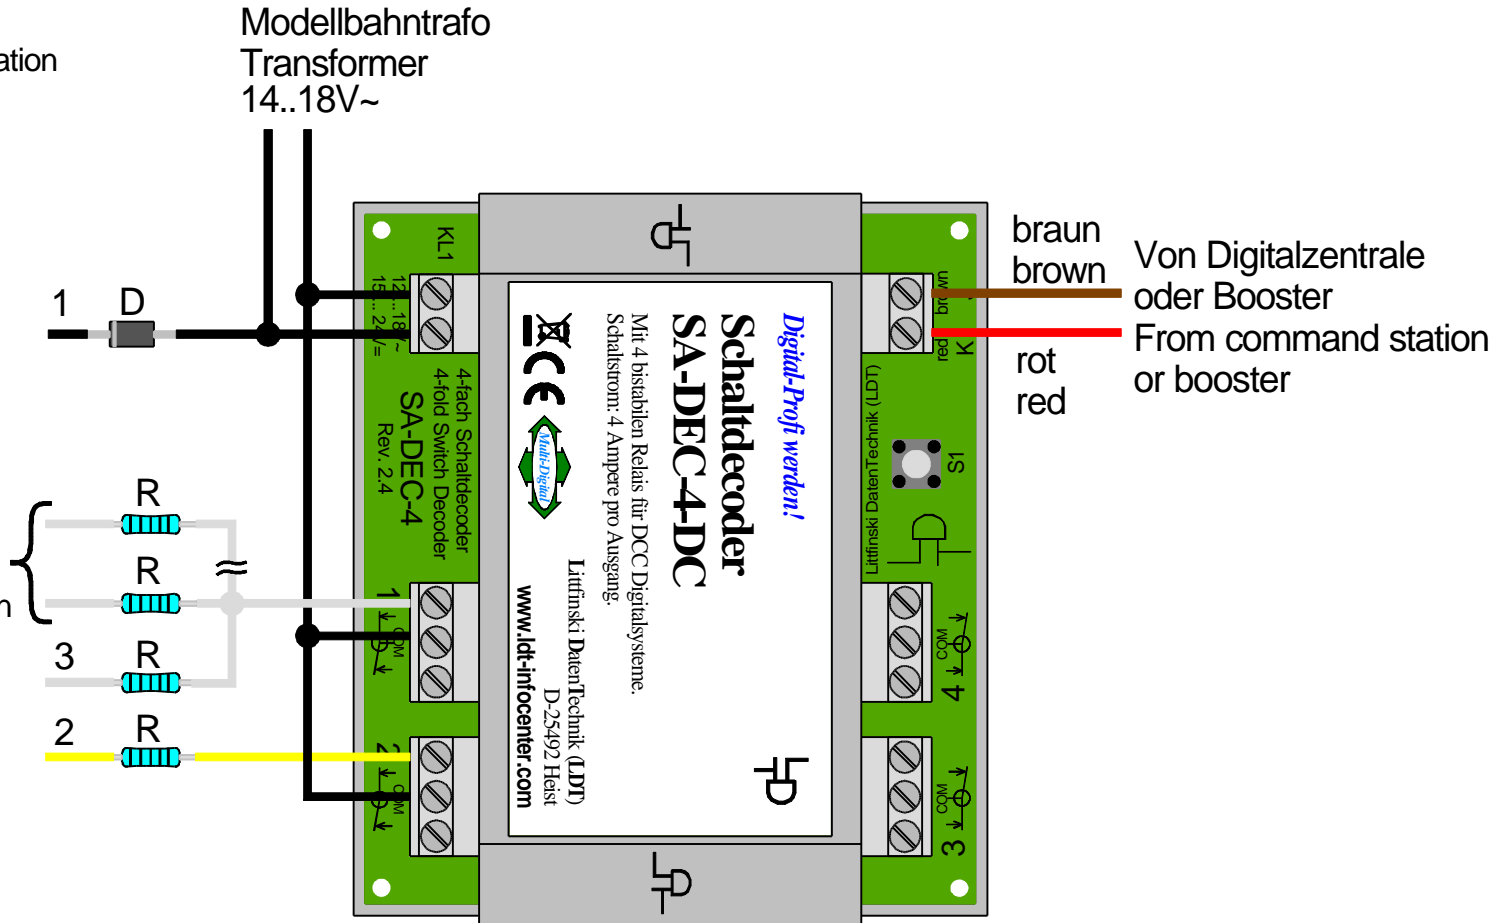 ation
Modellbahntrafo
Transformer
14..18V~
1
D
R
R
n
3
R
2
R
KL1
12...18V~
15... 24V=
4-fach Schaltdecoder
4-fold Switch Decoder
SA-DEC-4
Rev. 2.4
1
COM
2
COM
Digital-Profi werden!
Schaltdecoder
SA-DEC-4-DC
Mit 4 bistabilen Relais für DCC Digitalsysteme.
Schaltstrom: 4 Ampere pro Ausgang.
CE
Multi-Digital
Littfinski DatenTechnik (LDT)
D-25492 Heist
www.ldt-infocenter.com
brown
red
K
Littfinski DatenTechnik (LDT)
S1
COM
4
COM
3
braun
brown
rot
red
Von Digitalzentrale
oder Booster
From command station
or booster